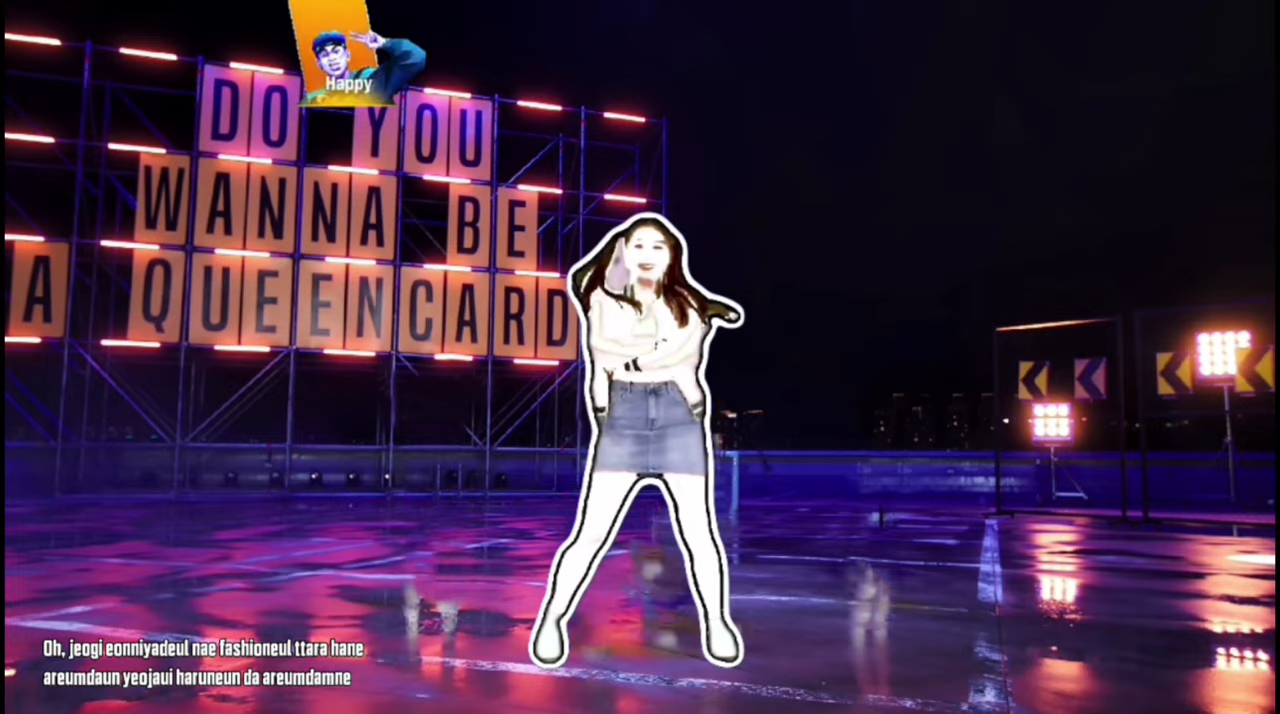 Happy
DO YOU
WANNA BE
A QUEENCARD
Oh, jeogi eonniyadeul nae fashioneul ttara hane
areumdaun yeojaui haruneun da areumdamne